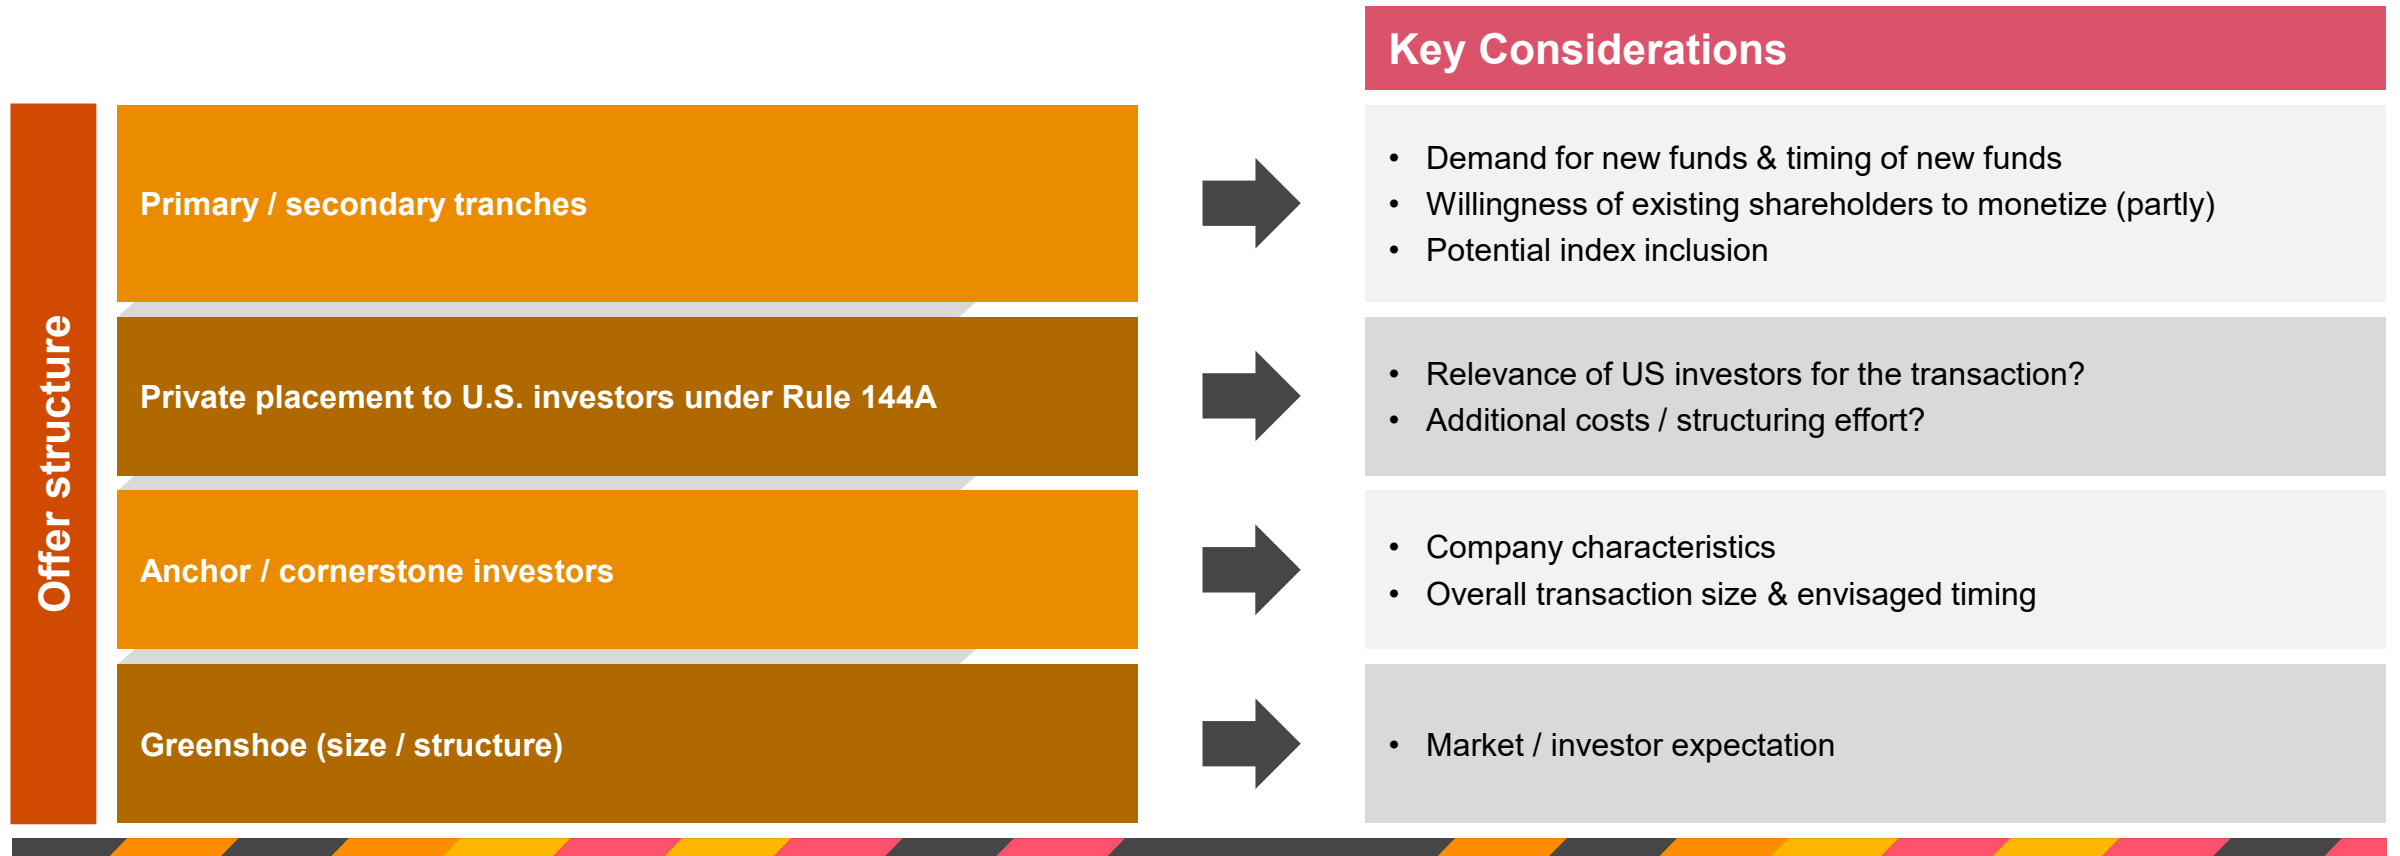 Key Considerations
Offer structure
Primary / secondary tranches
• Demand for new funds & timing of new funds
• Willingness of existing shareholders to monetize (partly)
• Potential index inclusion
Private placement to U.S. investors under Rule 144A
• Relevance of US investors for the transaction?
• Additional costs / structuring effort?
Anchor / cornerstone investors
• Company characteristics
• Overall transaction size & envisaged timing
Greenshoe (size / structure)
• Market / investor expectation